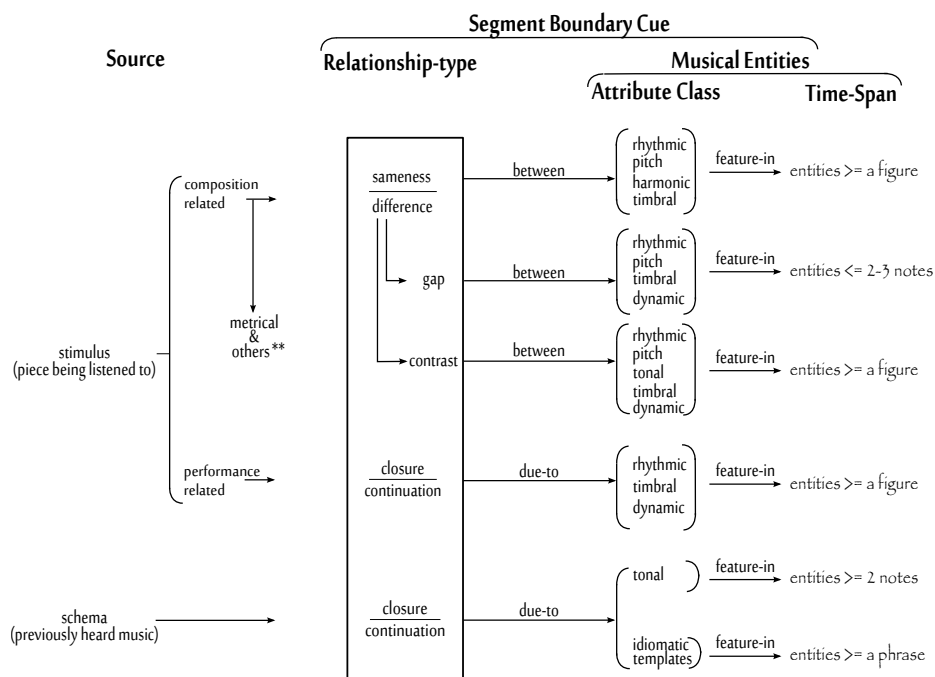 Segment Boundary Cue
Source
Relationship-type
Musical Entities
Attribute Class
Time-Span
composition
related
sameness
difference
between
rhythmic
pitch
harmonic
timbral
feature-in
entities >= a figure
gap
between
rhythmic
pitch
timbral
dynamic
feature-in
entities <= 2-3 notes
metrical
&
others **
stimulus
(piece being listened to)
contrast
between
rhythmic
pitch
tonal
timbral
dynamic
feature-in
entities >= a figure
performance
related
closure
continuation
due-to
rhythmic
timbral
dynamic
feature-in
entities >= a figure
schema
(previously heard music)
closure
continuation
due-to
tonal
feature-in
entities >= 2 notes
idiomatic
templates
feature-in
entities >= a phrase